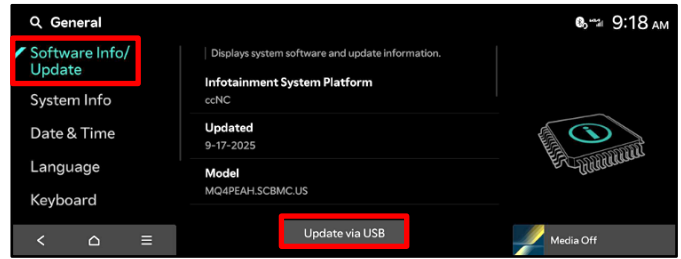 General
9:18 AM
Software Info/
Update
System Info
Date & Time
Language
Keyboard
Displays system software and update information.
Infotainment System Platform
ccNC
Updated
9-17-2025
Model
MQ4PEAH.SCBMC.US
Update via USB
Media Off